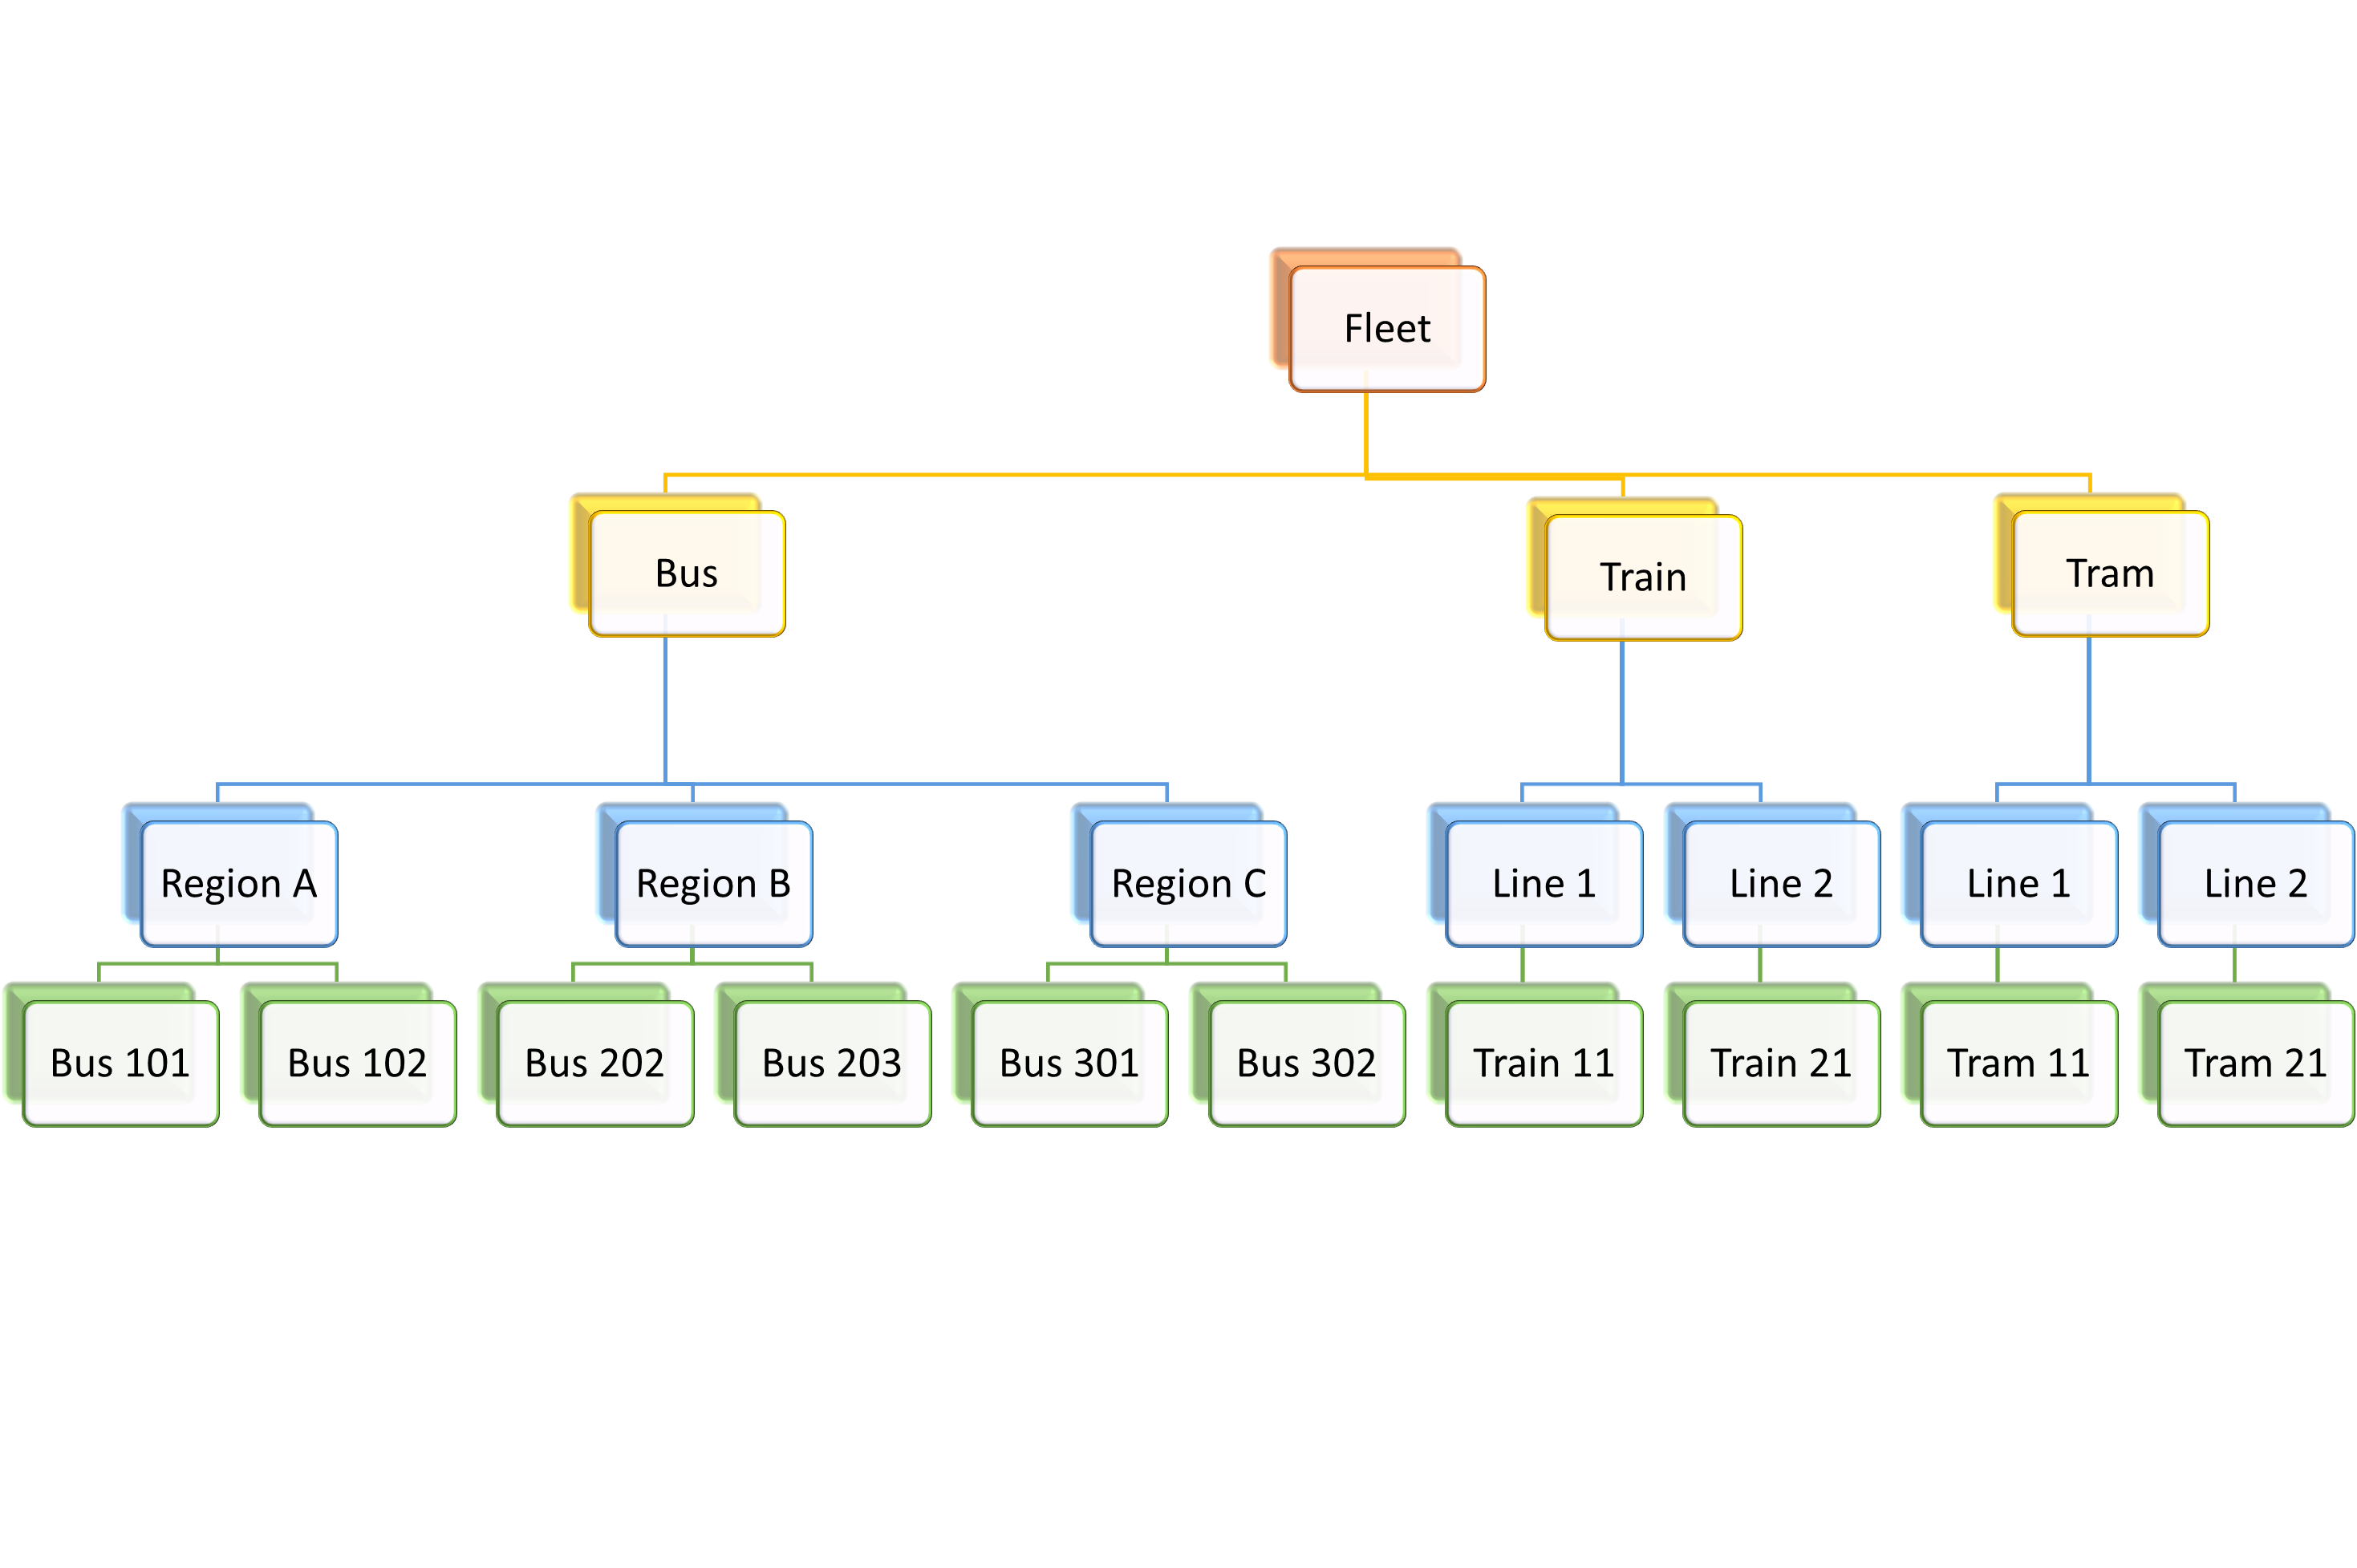 Fleet
Bus
Train
Tram
Region A
Region B
Region C
Line 1
Line 2
Line 1
Line 2
Bus 101
Bus 102
Bus 202
Bus 203
Bus 301
Bus 302
Train 11
Train 21
Tram 11
Tram 21